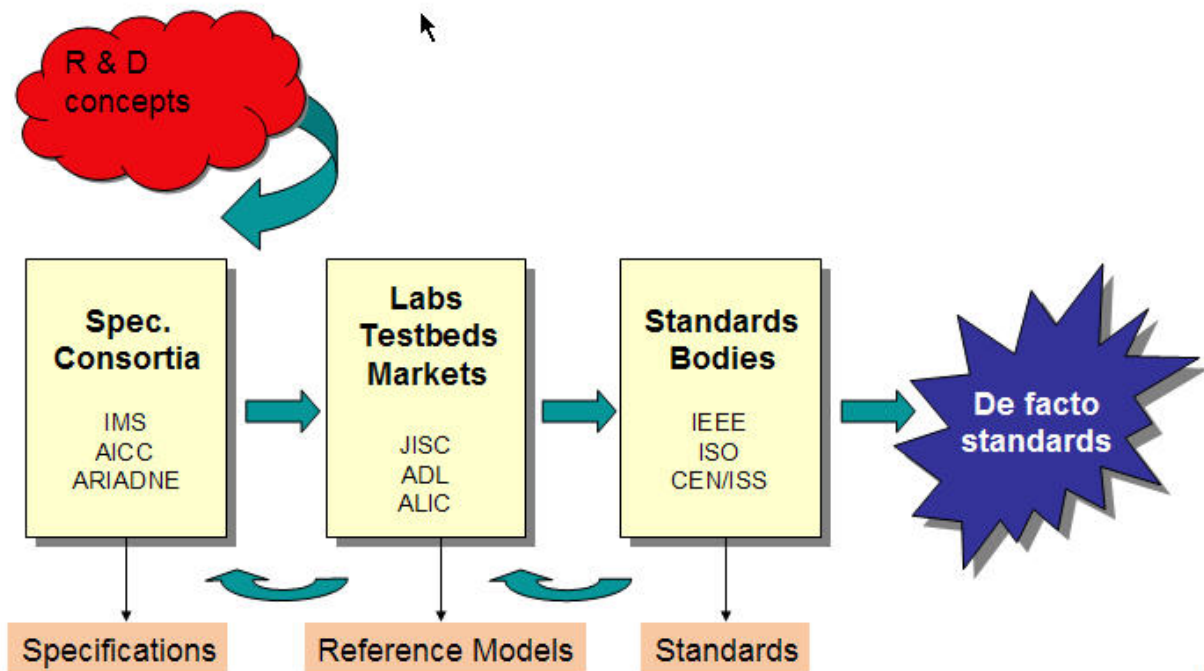 R & D
concepts
Spec.
Consortia
IMS
AICC
ARIADNE
Labs
Testbeds
Markets
JISC
ADL
ALIC
Standards
Bodies
IEEE
ISO
CEN/ISS
De facto
standards
Specifications
Reference Models
Standards